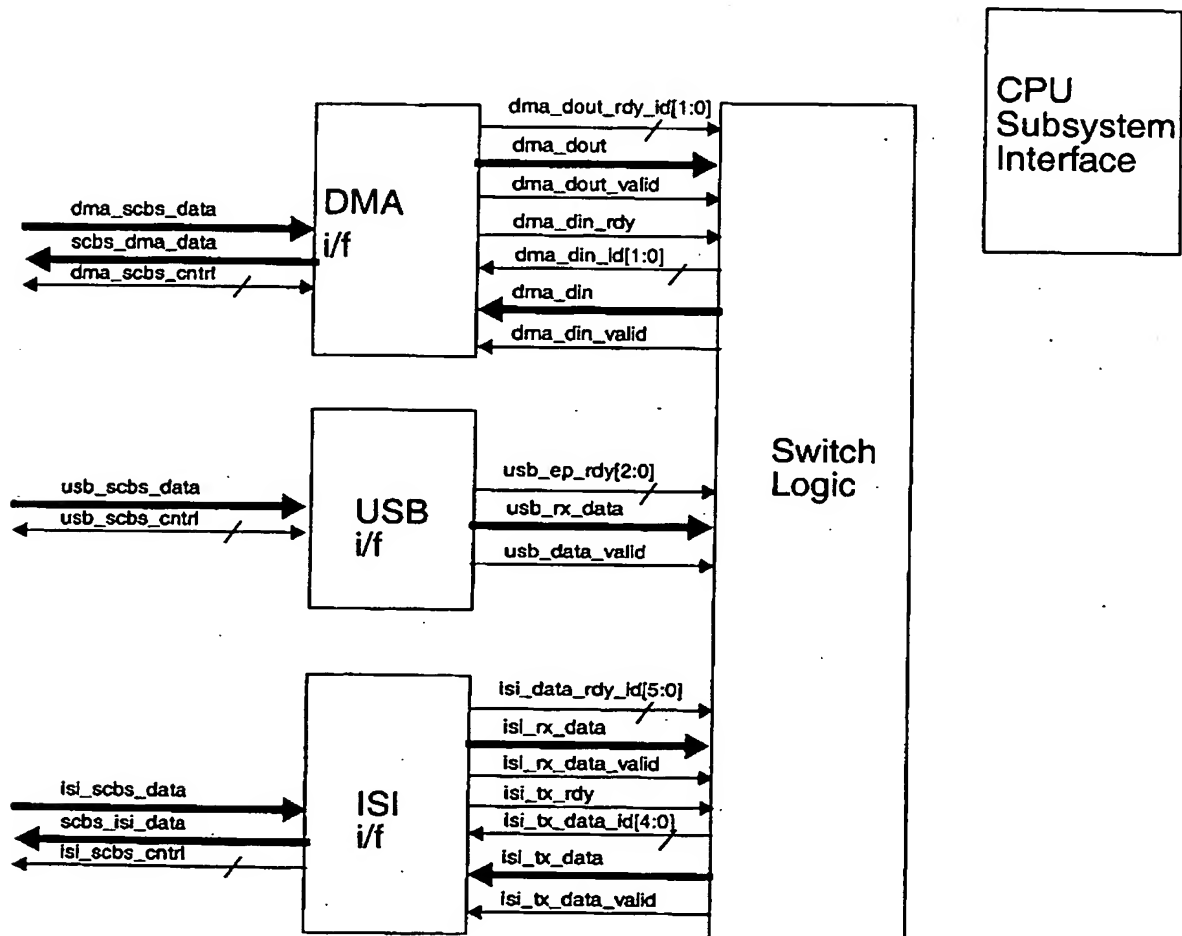 CPU
Subsystem
Interface
dma_dout_rdy_id[1:0]
dma_dout
dma_dout_valid
dma_din_rdy
dma_din_id[1:0]
dma_din
dma_din_valid
DMA
i/f
dma_scbs_data
scbs_dma_data
dma_scbs_cntrl
Switch
Logic
usb_scbs_data
usb_scbs_cntrl
USB
i/f
usb_ep_rdy[2:0]
usb_rx_data
usb_data_valid
isi_data_rdy_id[5:0]
isi_rx_data
isi_rx_data_valid
isi_tx_rdy
isi_tx_data_id[4:0]
isi_tx_data
isi_tx_data_valid
isi_scbs_data
scbs_isi_data
isi_scbs_cntrl
ISI
i/f